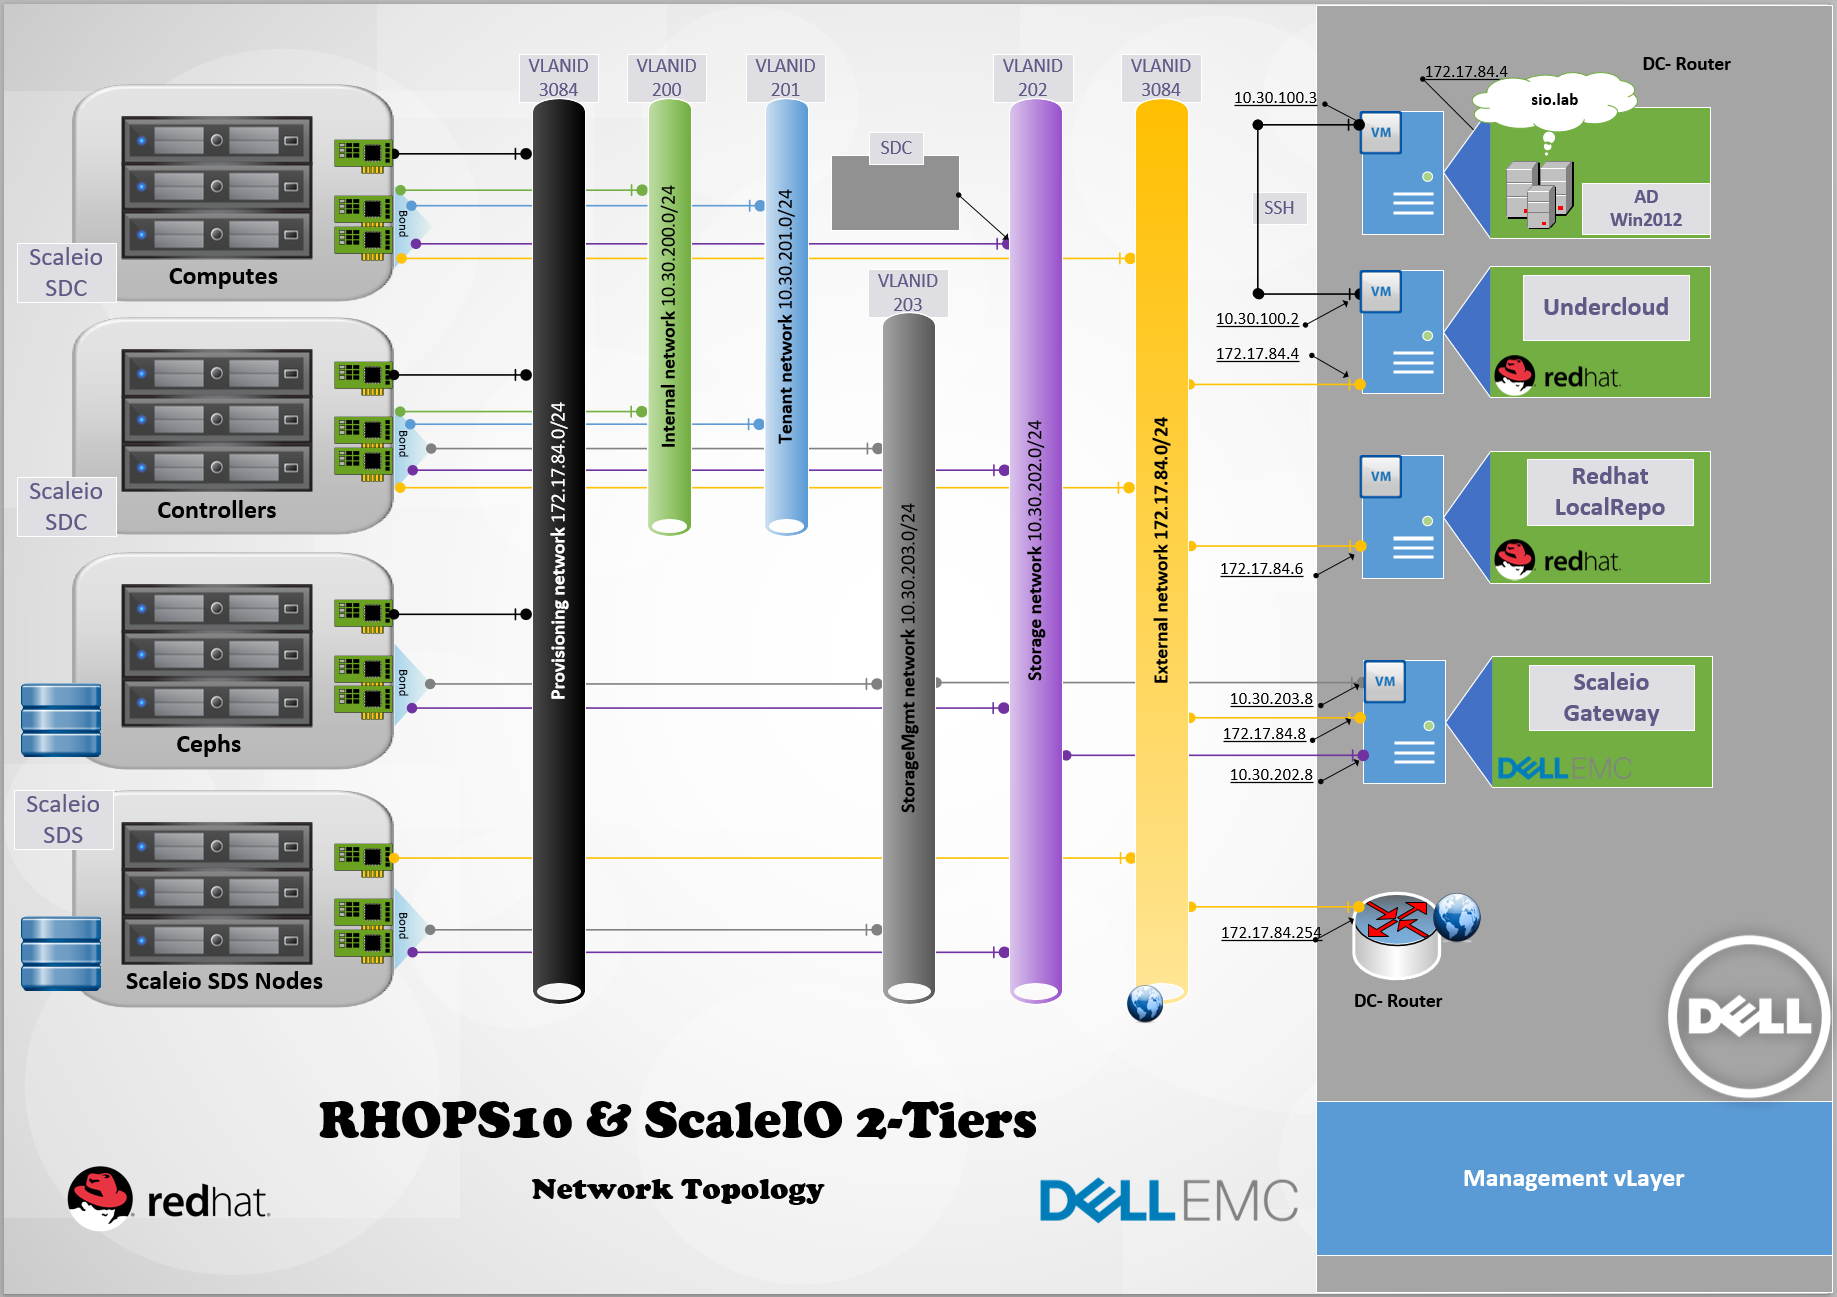 VLANID
3084
VLANID
200
VLANID
201
VLANID
202
VLANID
3084
DC- Router
172.17.84.4
sio.lab
10.30.100.3
VM
AD
Win2012
SSH
SDC
Bond
Computes
Scaleio
SDC
VLANID
203
VM
Undercloud
10.30.100.2
172.17.84.4
redhat.
Bond
Controllers
Scaleio
SDC
Provisioning network 172.17.84.0/24
Internal network 10.30.200.0/24
Tenant network 10.30.201.0/24
StorageMgmt network 10.30.203.0/24
Storage network 10.30.202.0/24
External network 172.17.84.0/24
VM
Redhat
LocalRepo
redhat.
172.17.84.6
Bond
Cephs
VM
Scaleio
Gateway
10.30.203.8
172.17.84.8
10.30.202.8
DELL EMC
Scaleio
SDS
Bond
Scaleio SDS Nodes
172.17.84.254
DC- Router
DELL
RHOPS10 & ScaleIO 2-Tiers
Network Topology
redhat.
DELL EMC
Management vLayer